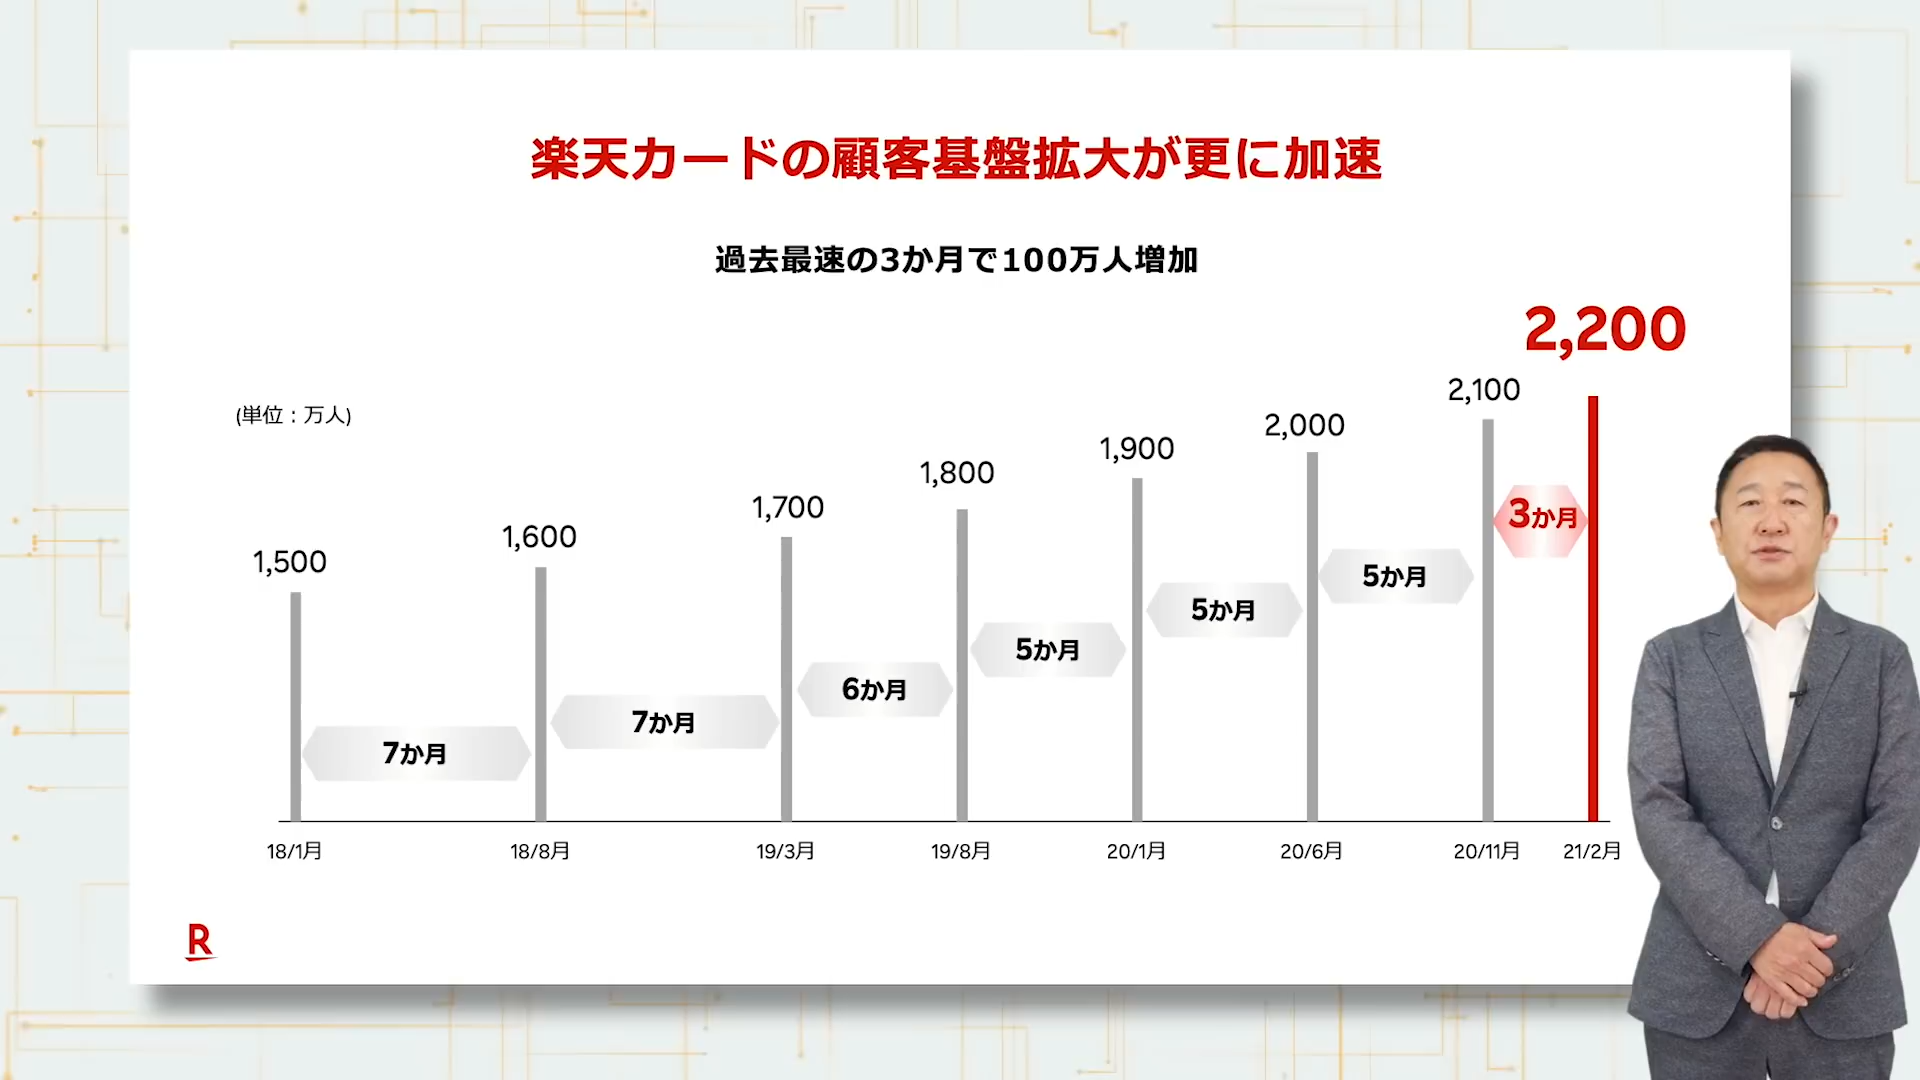 楽天カードの顧客基盤拡大が更に加速
過去最速の3か月で100万人増加
(単位：万人)
1,500
1,600
1,700
1,800
1,900
2,000
2,100
2,200
7か月
7か月
6か月
5か月
5か月
5か月
3か月
18/1月
18/8月
19/3月
19/8月
20/1月
20/6月
20/11月
21/2月
R